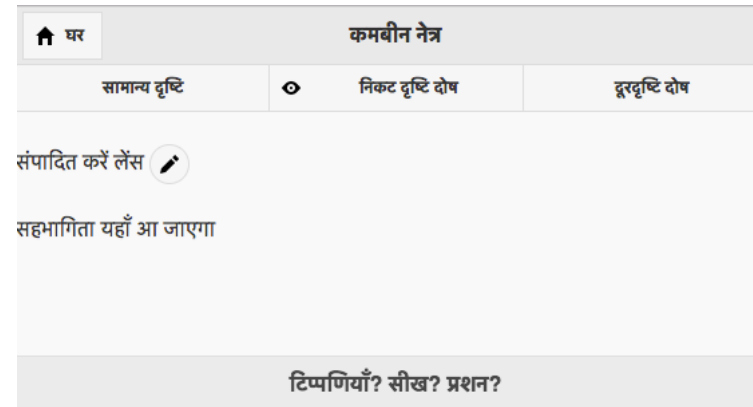 घर
कमबीन नेत्र
सामान्य दृष्टि
निकट दृष्टि दोष
दूरदृष्टि दोष
संपादित करें लेंस
सहभागिता यहाँ आ जाएगा
टिप्पणियाँ? सीख? प्रशन?